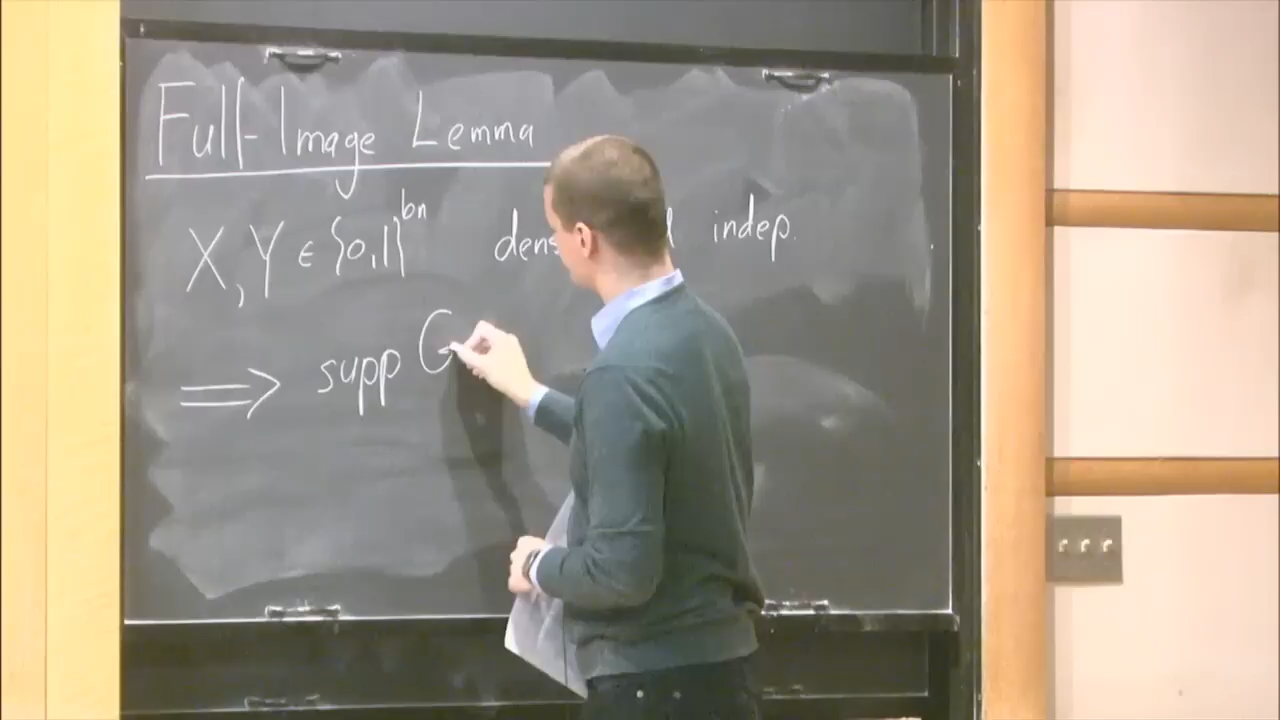 Full-Image Lemma
X, Y ∈ {0,1}^{bn} indep.
⟹ supp G